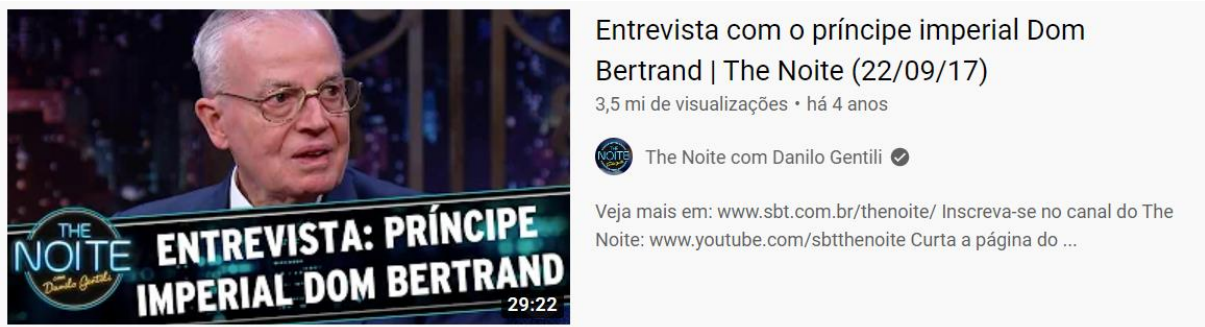 THE
NOITE
com
Danilo Gentili
ENTREVISTA: PRÍNCIPE
IMPERIAL DOM BERTRAND
29:22
Entrevista com o príncipe imperial Dom
Bertrand | The Noite (22/09/17)
3,5 mi de visualizações • há 4 anos
THE
NOITE
The Noite com Danilo Gentili
Veja mais em: www.sbt.com.br/thenoite/ Inscreva-se no canal do The
Noite: www.youtube.com/sbtthenoite Curta a página do ...